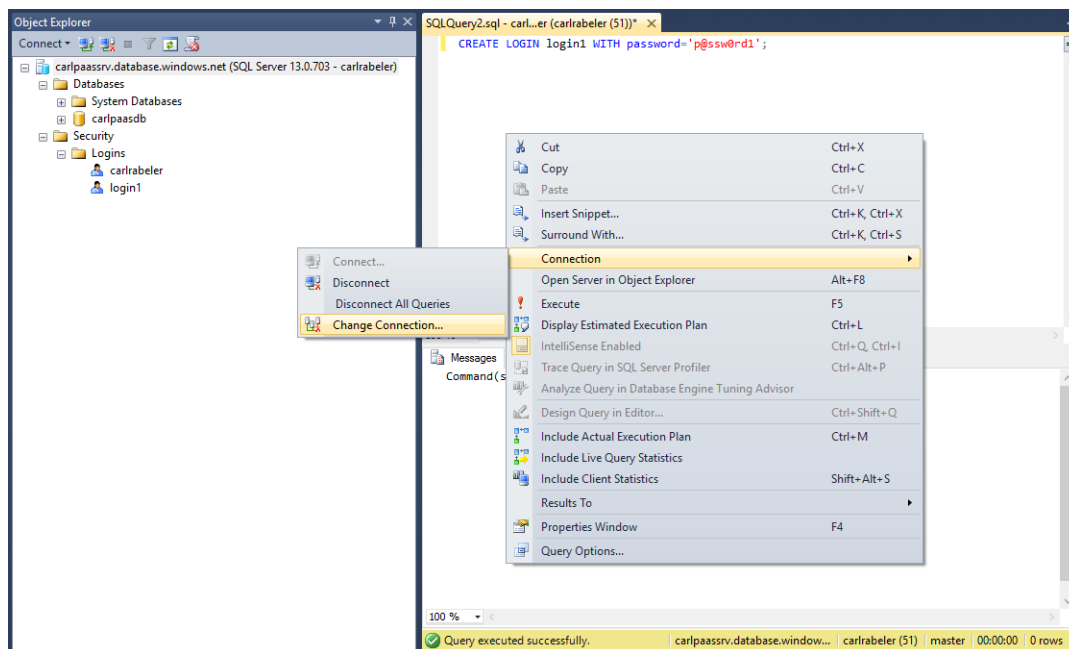 Object Explorer
Connect
carlpaassrv.database.windows.net (SQL Server 13.0.703 - carlrabeler)
Databases
System Databases
carlpaasdb
Security
Logins
carlrabeler
login1
SQLQuery2.sql - carl...er (carlrabeler (51))*
CREATE LOGIN login1 WITH password='p@ssw0rd1';
Cut Ctrl+X
Copy Ctrl+C
Paste Ctrl+V
Insert Snippet... Ctrl+K, Ctrl+X
Surround With... Ctrl+K, Ctrl+S
Connection
Open Server in Object Explorer Alt+F8
Execute F5
Display Estimated Execution Plan Ctrl+L
IntelliSense Enabled Ctrl+Q, Ctrl+I
Trace Query in SQL Server Profiler Ctrl+Alt+P
Analyze Query in Database Engine Tuning Advisor
Design Query in Editor... Ctrl+Shift+Q
Include Actual Execution Plan Ctrl+M
Include Live Query Statistics
Include Client Statistics Shift+Alt+S
Results To
Properties Window F4
Query Options...
Connect...
Disconnect
Disconnect All Queries
Change Connection...
Messages
Command(s
100 %
Query executed successfully. carlpaassrv.database.window... carlrabeler (51) master 00:00:00 0 rows